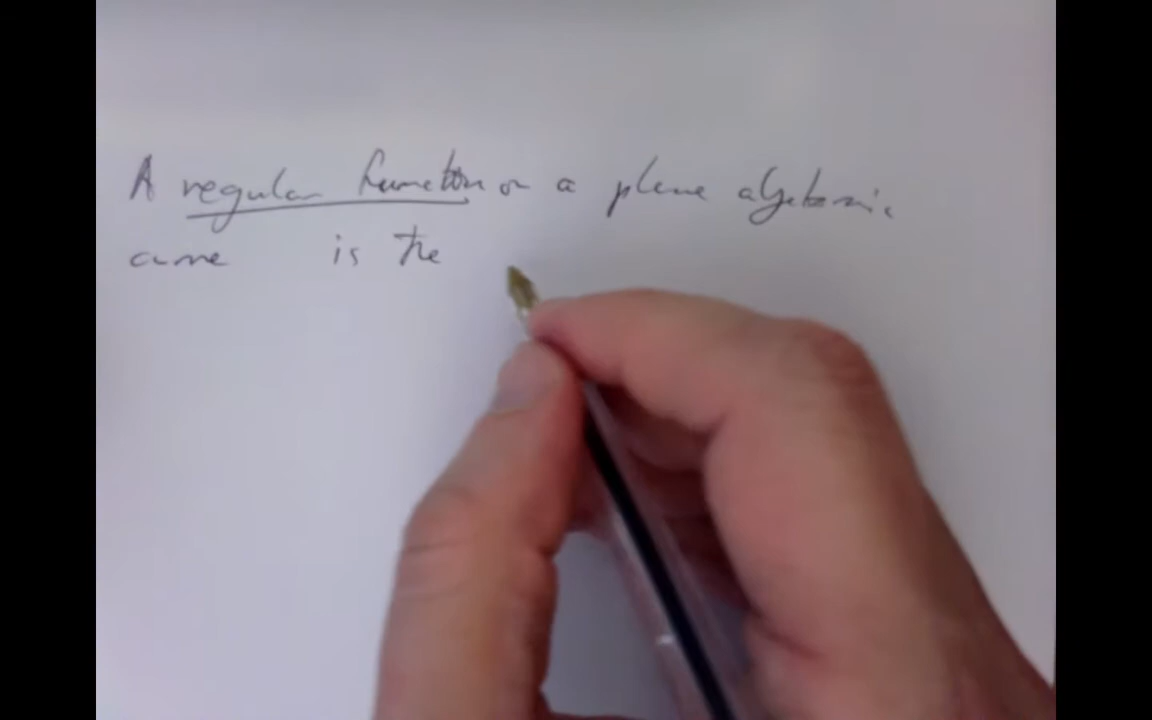 A regular function on a plane algebraic
curve is the